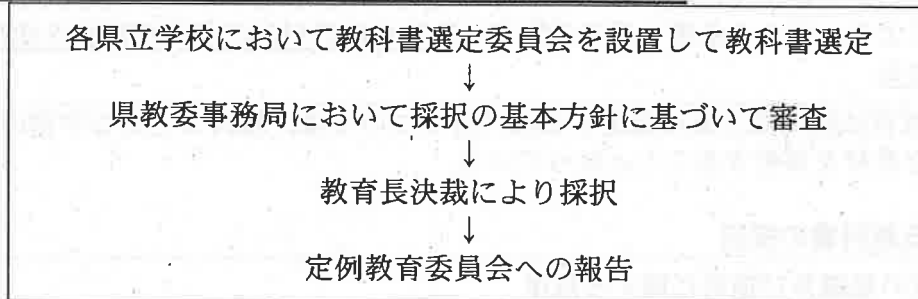 各県立学校において教科書選定委員会を設置して教科書選定
↓
県教委事務局において採択の基本方針に基づいて審査
↓
教育長決裁により採択
↓
定例教育委員会への報告